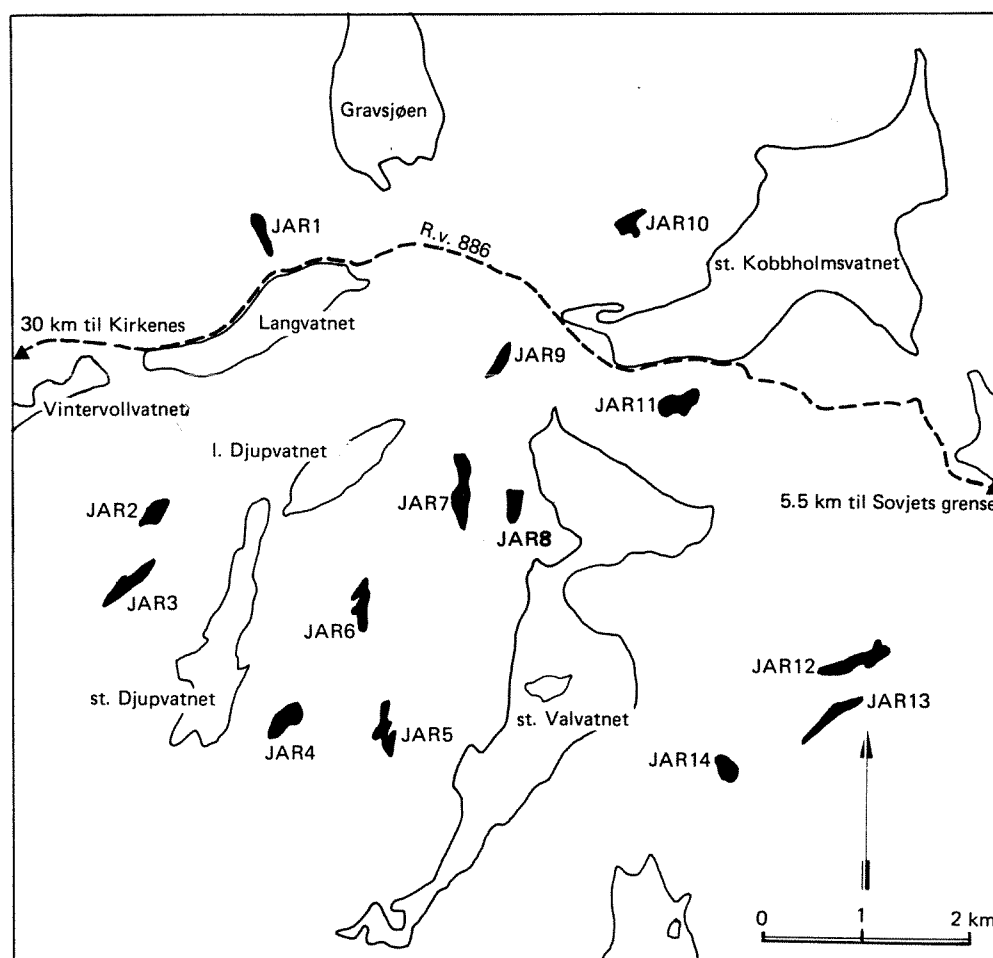 Gravsjøen
JAR1
R.v. 886
JAR10
st. Kobbholmsvatnet
30 km til Kirkenes
Langvatnet
JAR9
Vintervollvatnet
JAR11
l. Djupvatnet
JAR2
JAR7
JAR8
5.5 km til Sovjets grense
JAR3
JAR6
JAR12
st. Djupvatnet
JAR13
JAR4
JAR5
st. Valvatnet
JAR14
0 1 2 km